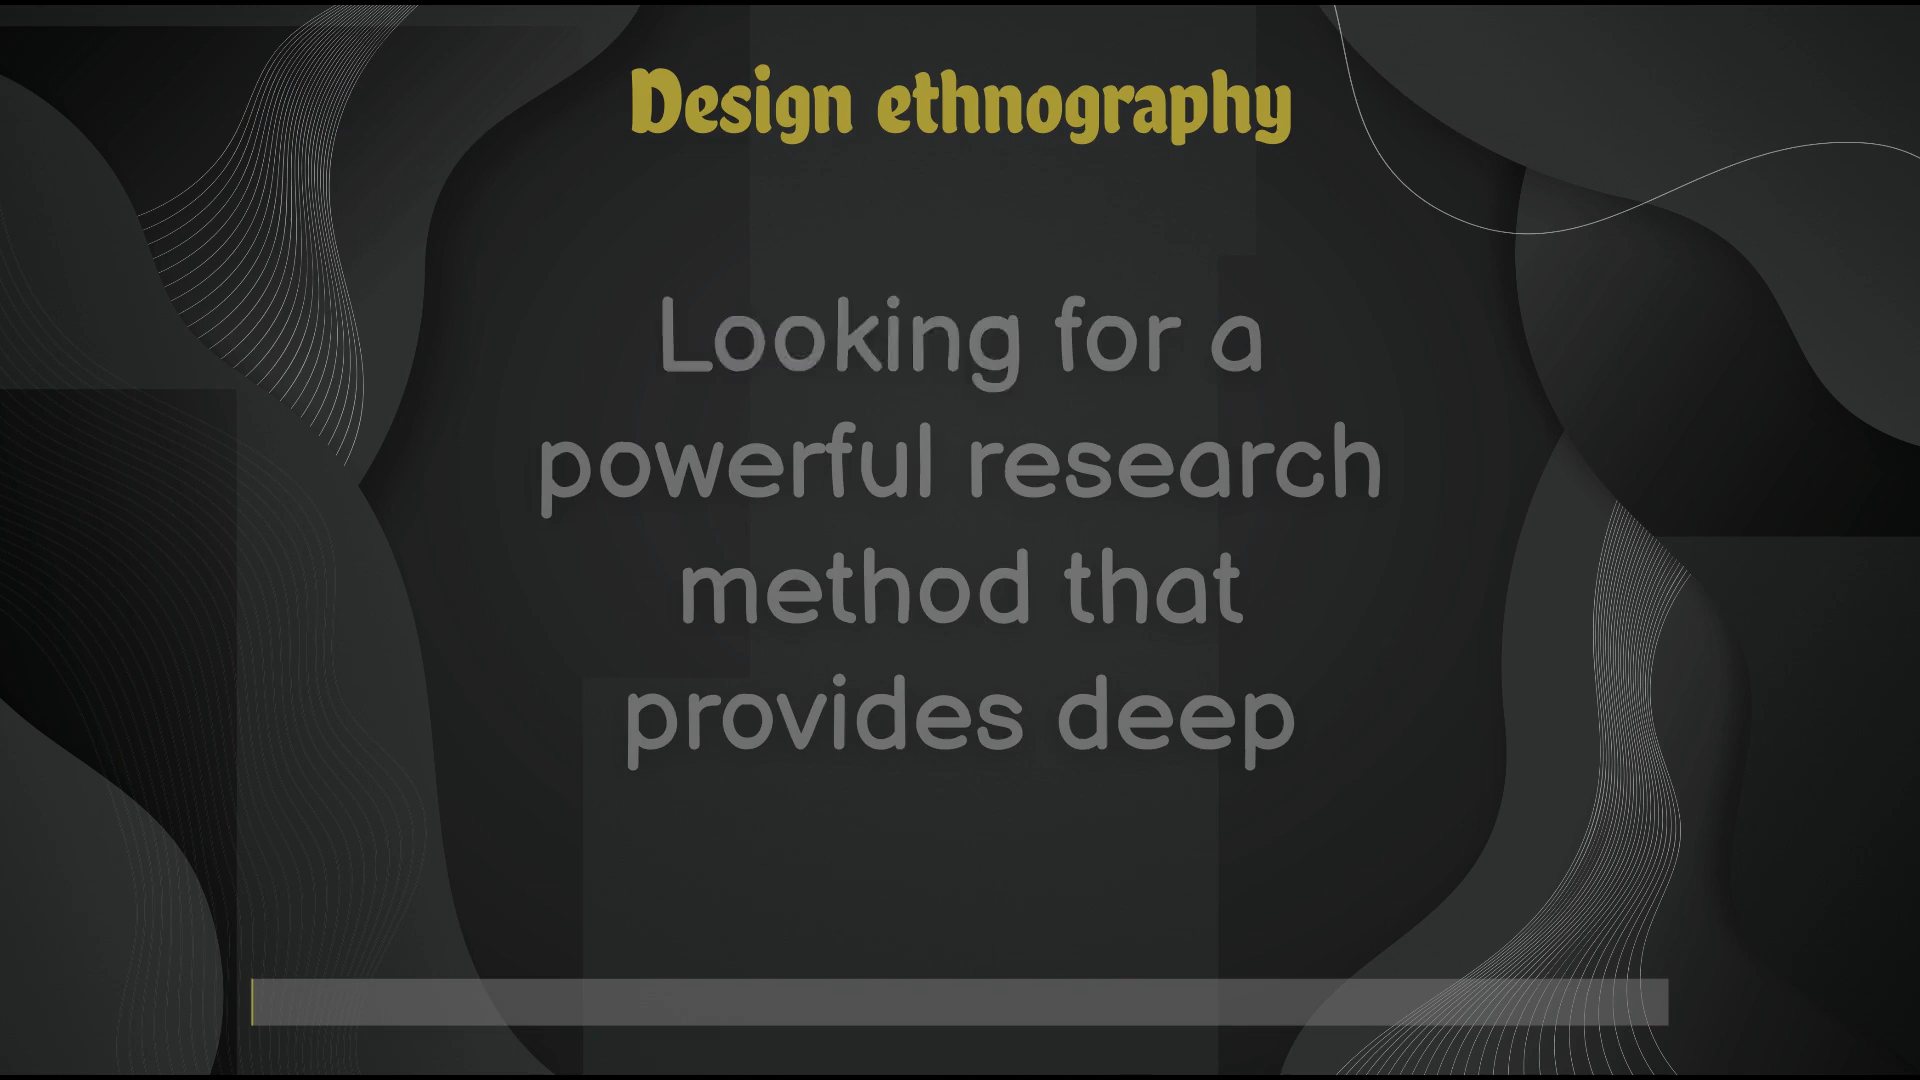 Design ethnography
Looking for a
powerful research
method that
provides deep